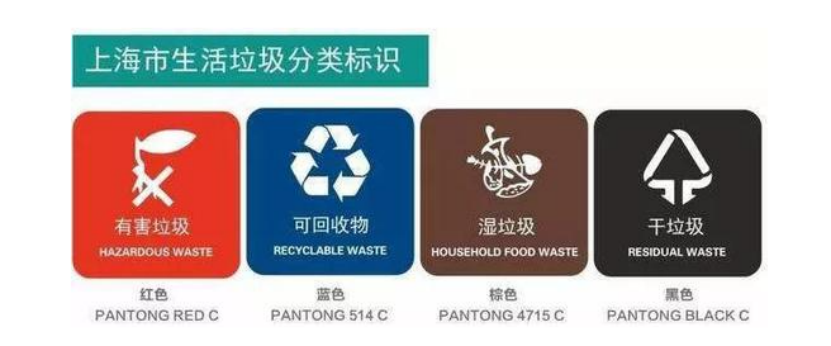 上海市生活垃圾分类标识
有害垃圾
HAZARDOUS WASTE
可回收物
RECYCLABLE WASTE
湿垃圾
HOUSEHOLD FOOD WASTE
干垃圾
RESIDUAL WASTE
红色
PANTONG RED C
蓝色
PANTONG 514 C
棕色
PANTONG 4715 C
黑色
PANTONG BLACK C